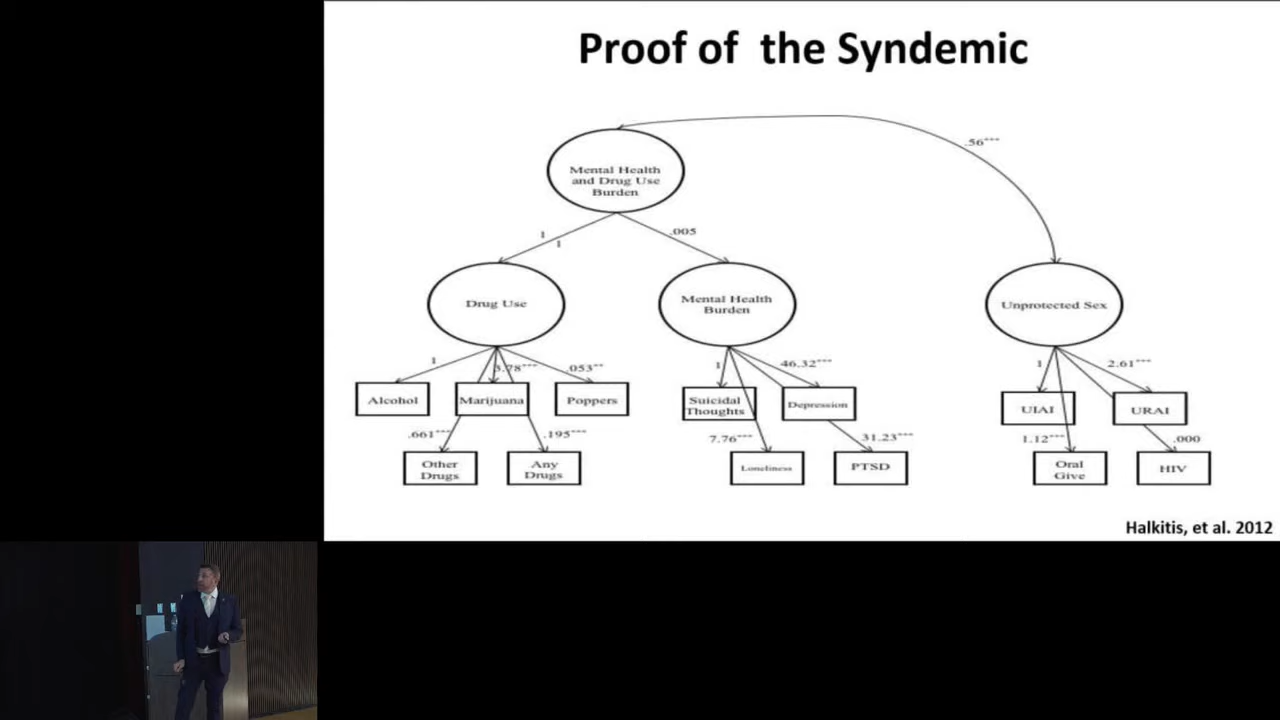 Proof of the Syndemic
.56***
Mental Health
and Drug Use
Burden
1
1
.005
Drug Use
Mental Health
Burden
Unprotected Sex
1
3.78***
.053**
1
46.32***
1
2.61***
Alcohol
Marijuana
Poppers
Suicidal
Thoughts
Depression
UIAI
URAI
.661***
.195***
7.76***
31.23***
1.12***
.000
Other
Drugs
Any
Drugs
Loneliness
PTSD
Oral
Give
HIV
Halkitis, et al. 2012